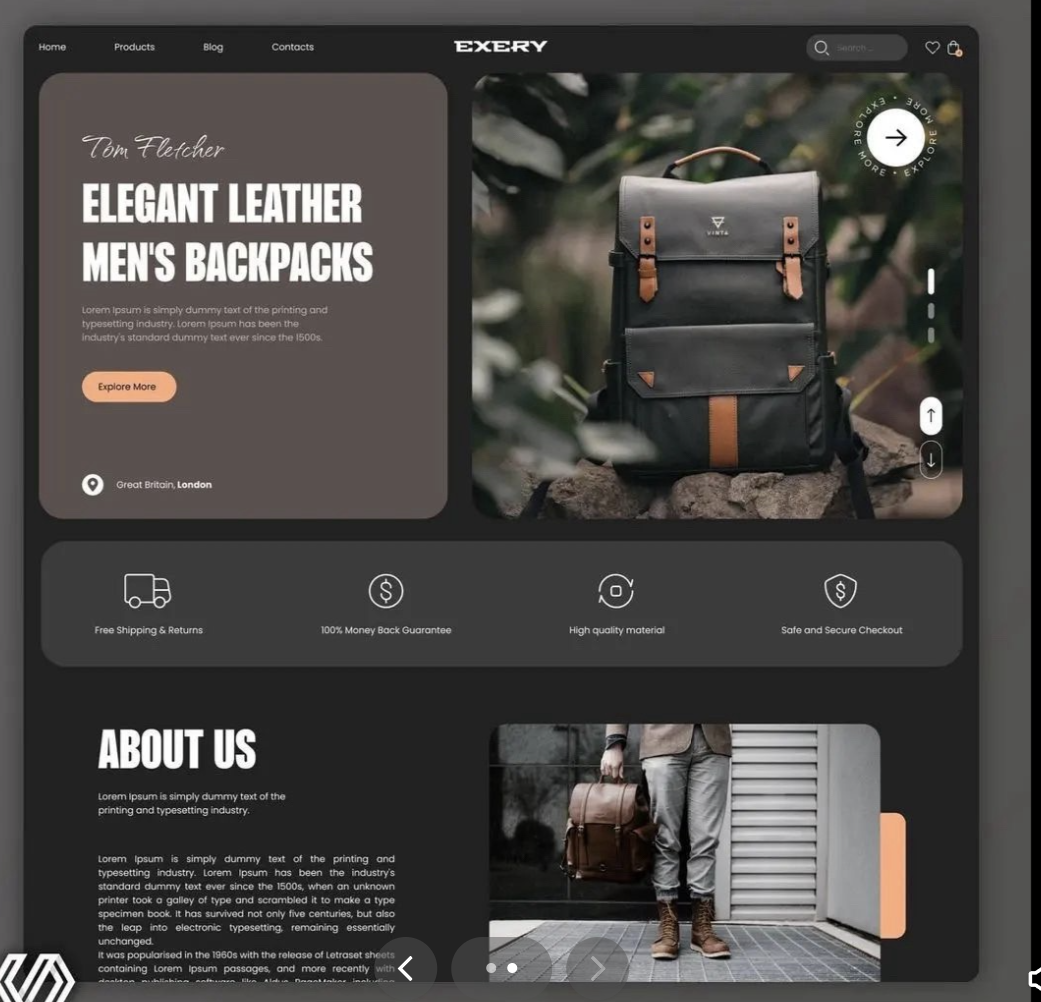 Home
Products
Blog
Contacts
EXERY
Search...
Tom Fletcher
ELEGANT LEATHER
MEN'S BACKPACKS
Lorem Ipsum is simply dummy text of the printing and
typesetting industry. Lorem Ipsum has been the
industry's standard dummy text ever since the 1500s.
Explore More
Great Britain, London
EXPLORE MORE • EXPLORE MORE •
VINTA
Free Shipping & Returns
100% Money Back Guarantee
High quality material
Safe and Secure Checkout
ABOUT US
Lorem Ipsum is simply dummy text of the
printing and typesetting industry.
Lorem Ipsum is simply dummy text of the printing and
typesetting industry. Lorem Ipsum has been the industry's
standard dummy text ever since the 1500s, when an unknown
printer took a galley of type and scrambled it to make a type
specimen book. It has survived not only five centuries, but also
the leap into electronic typesetting, remaining essentially
unchanged.
It was popularised in the 1960s with the release of Letraset sheets
containing Lorem Ipsum passages, and more recently with
desktop publishing software like Aldus PageMaker including